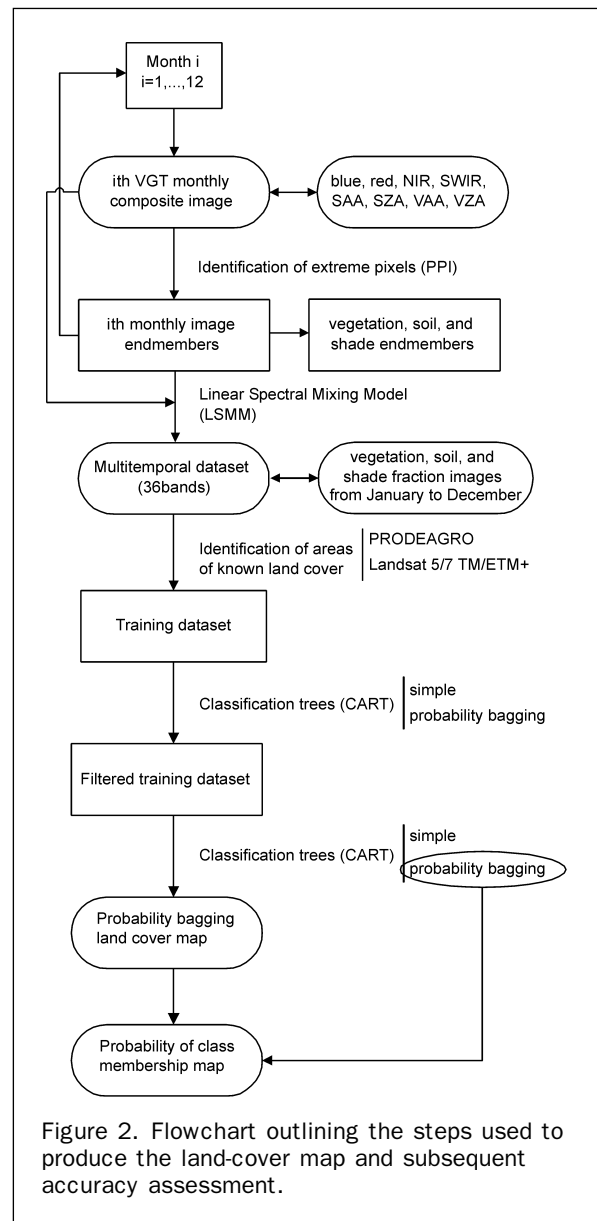 Month i
i=1,...,12
ith VGT monthly
composite image
blue, red, NIR, SWIR,
SAA, SZA, VAA, VZA
Identification of extreme pixels (PPI)
ith monthly image
endmembers
vegetation, soil, and
shade endmembers
Linear Spectral Mixing Model
(LSMM)
Multitemporal dataset
(36bands)
vegetation, soil, and
shade fraction images
from January to December
Identification of areas
of known land cover
PRODEAGRO
Landsat 5/7 TM/ETM+
Training dataset
Classification trees (CART)
simple
probability bagging
Filtered training dataset
Classification trees (CART)
simple
probability bagging
Probability bagging
land cover map
Probability of class
membership map
Figure 2. Flowchart outlining the steps used to
produce the land-cover map and subsequent
accuracy assessment.